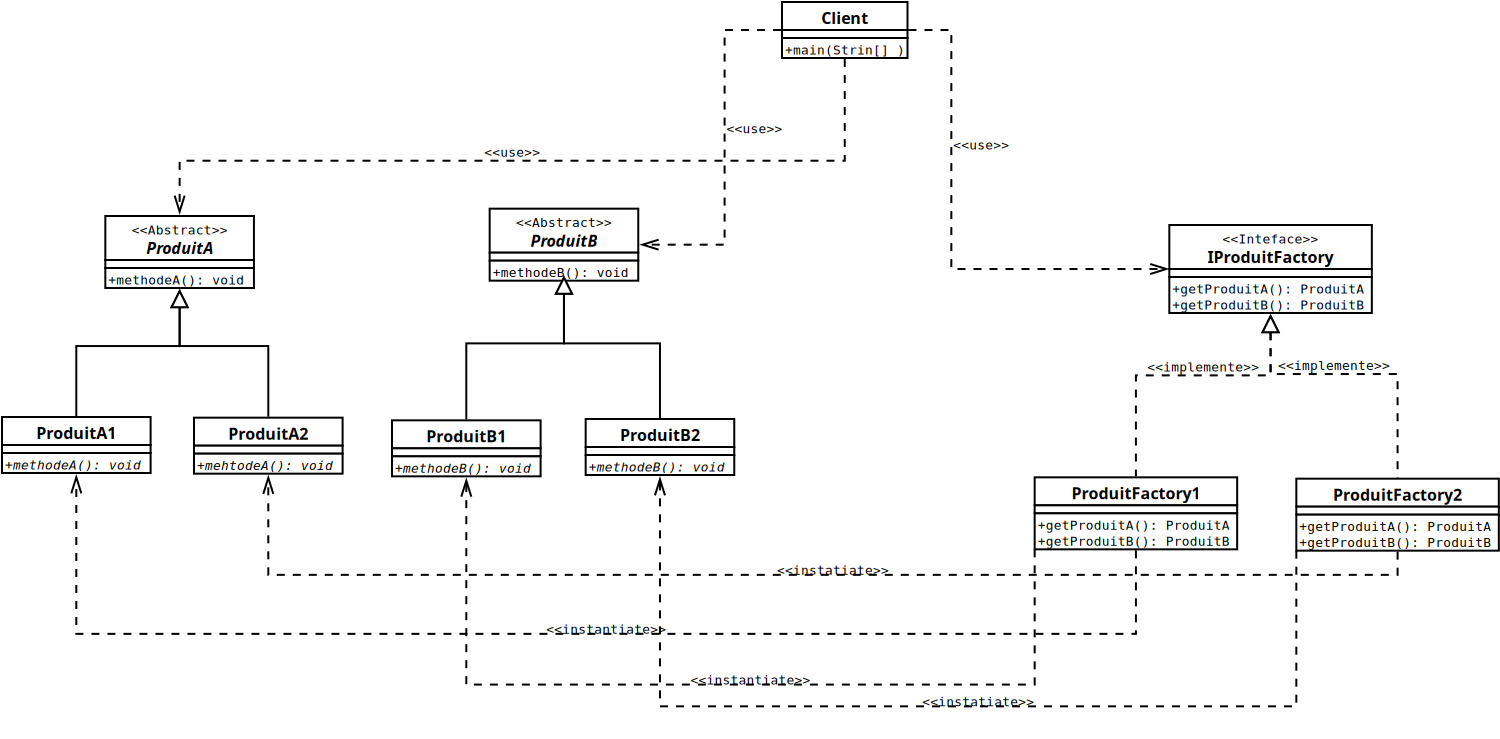 Client
+main(Strin[] )
<<use>>
<<use>>
<<use>>
<<Abstract>>
ProduitA
+methodeA(): void
<<Abstract>>
ProduitB
+methodeB(): void
<<Inteface>>
IProduitFactory
+getProduitA(): ProduitA
+getProduitB(): ProduitB
<<implemente>>
<<implemente>>
ProduitA1
+methodeA(): void
ProduitA2
+mehtodeA(): void
ProduitB1
+methodeB(): void
ProduitB2
+methodeB(): void
ProduitFactory1
+getProduitA(): ProduitA
+getProduitB(): ProduitB
ProduitFactory2
+getProduitA(): ProduitA
+getProduitB(): ProduitB
<<instatiate>>
<<instantiate>>
<<instantiate>>
<<instatiate>>